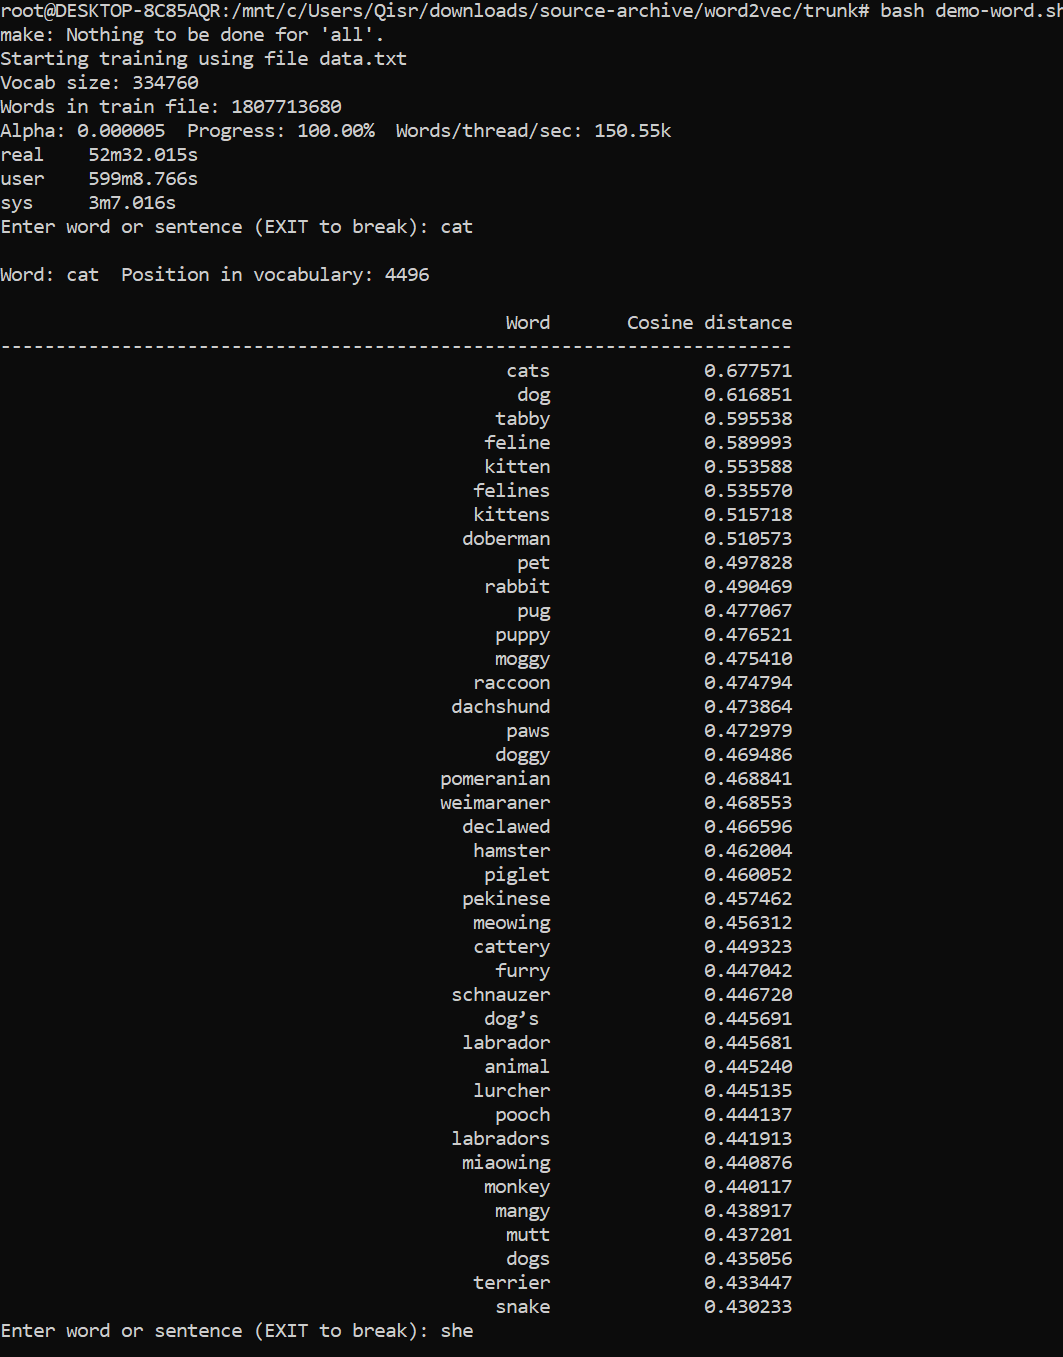 root@DESKTOP-8C85AQR:/mnt/c/Users/Qisr/downloads/source-archive/word2vec/trunk# bash demo-word.sh
make: Nothing to be done for 'all'.
Starting training using file data.txt
Vocab size: 334760
Words in train file: 1807713680
Alpha: 0.000005  Progress: 100.00%  Words/thread/sec: 150.55k
real    52m32.015s
user    599m8.766s
sys     3m7.016s
Enter word or sentence (EXIT to break): cat
Word: cat  Position in vocabulary: 4496
Word       Cosine distance
------------------------------------------------------------------------
cats              0.677571
dog              0.616851
tabby              0.595538
feline              0.589993
kitten              0.553588
felines              0.535570
kittens              0.515718
doberman              0.510573
pet              0.497828
rabbit              0.490469
pug              0.477067
puppy              0.476521
moggy              0.475410
raccoon              0.474794
dachshund              0.473864
paws              0.472979
doggy              0.469486
pomeranian              0.468841
weimaraner              0.468553
declawed              0.466596
hamster              0.462004
piglet              0.460052
pekinese              0.457462
meowing              0.456312
cattery              0.449323
furry              0.447042
schnauzer              0.446720
dog’s               0.445691
labrador              0.445681
animal              0.445240
lurcher              0.445135
pooch              0.444137
labradors              0.441913
miaowing              0.440876
monkey              0.440117
mangy              0.438917
mutt              0.437201
dogs              0.435056
terrier              0.433447
snake              0.430233
Enter word or sentence (EXIT to break): she